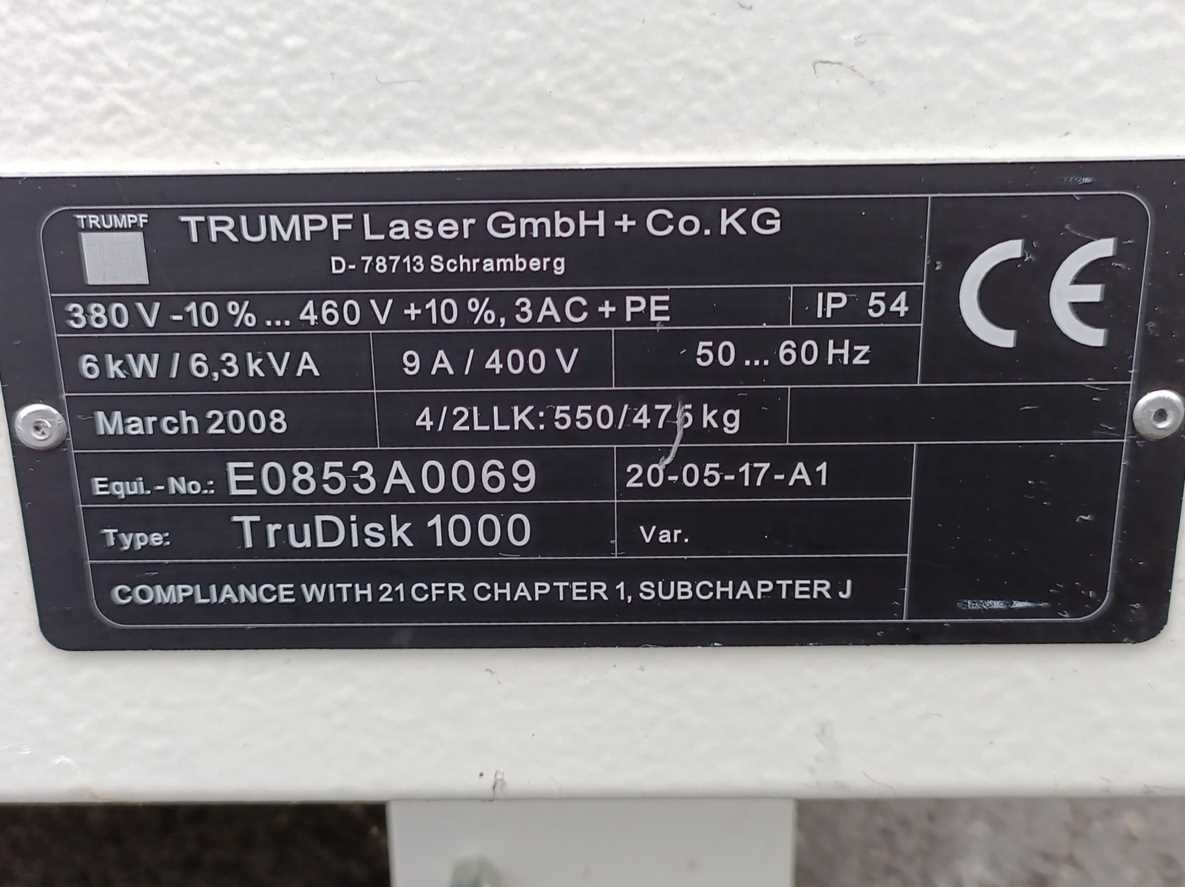 TRUMPF
TRUMPF Laser GmbH + Co. KG
D-78713 Schramberg
380 V -10 % ... 460 V +10 %, 3AC + PE
IP 54
6 kW / 6,3 kVA
9 A / 400 V
50 ... 60 Hz
CE
March 2008
4/2LLK: 550/475 kg
Equi.-No.: E0853A0069
20-05-17-A1
Type: TruDisk 1000
Var.
COMPLIANCE WITH 21 CFR CHAPTER 1, SUBCHAPTER J